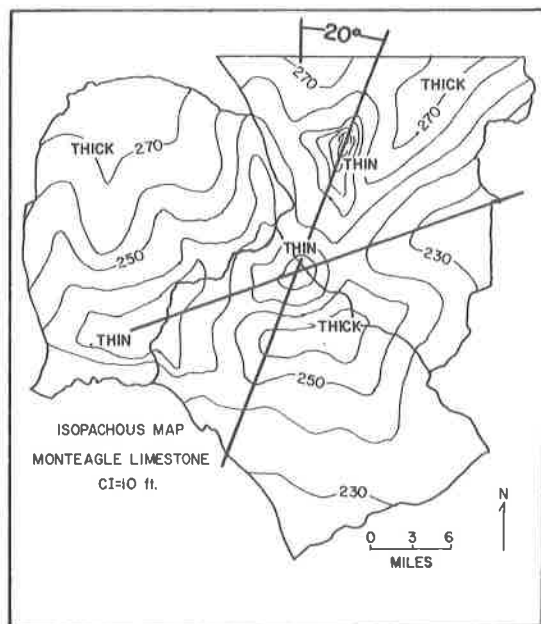 20°
270
THICK
270
THIN
THICK
270
250
THIN
230
THIN
THICK
250
ISOPACHOUS MAP
MONTEAGLE LIMESTONE
CI=10 ft.
230
N
0 3 6
MILES